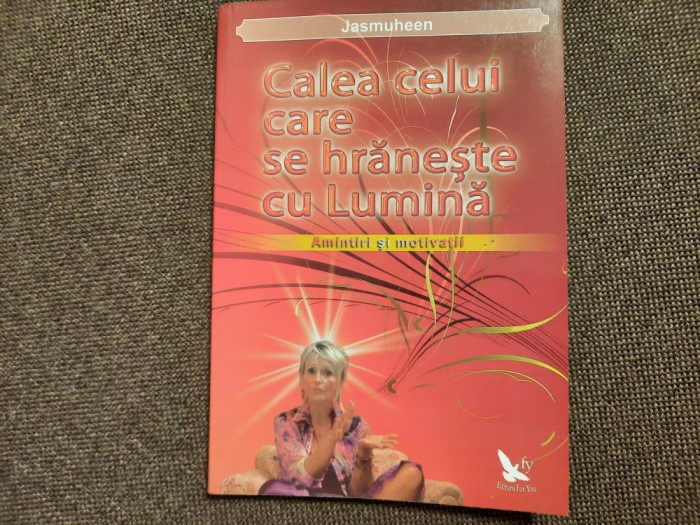 Jasmuheen
Calea celui
care
se hrănește
cu Lumină
Amintiri și motivații
fy
Editura For You